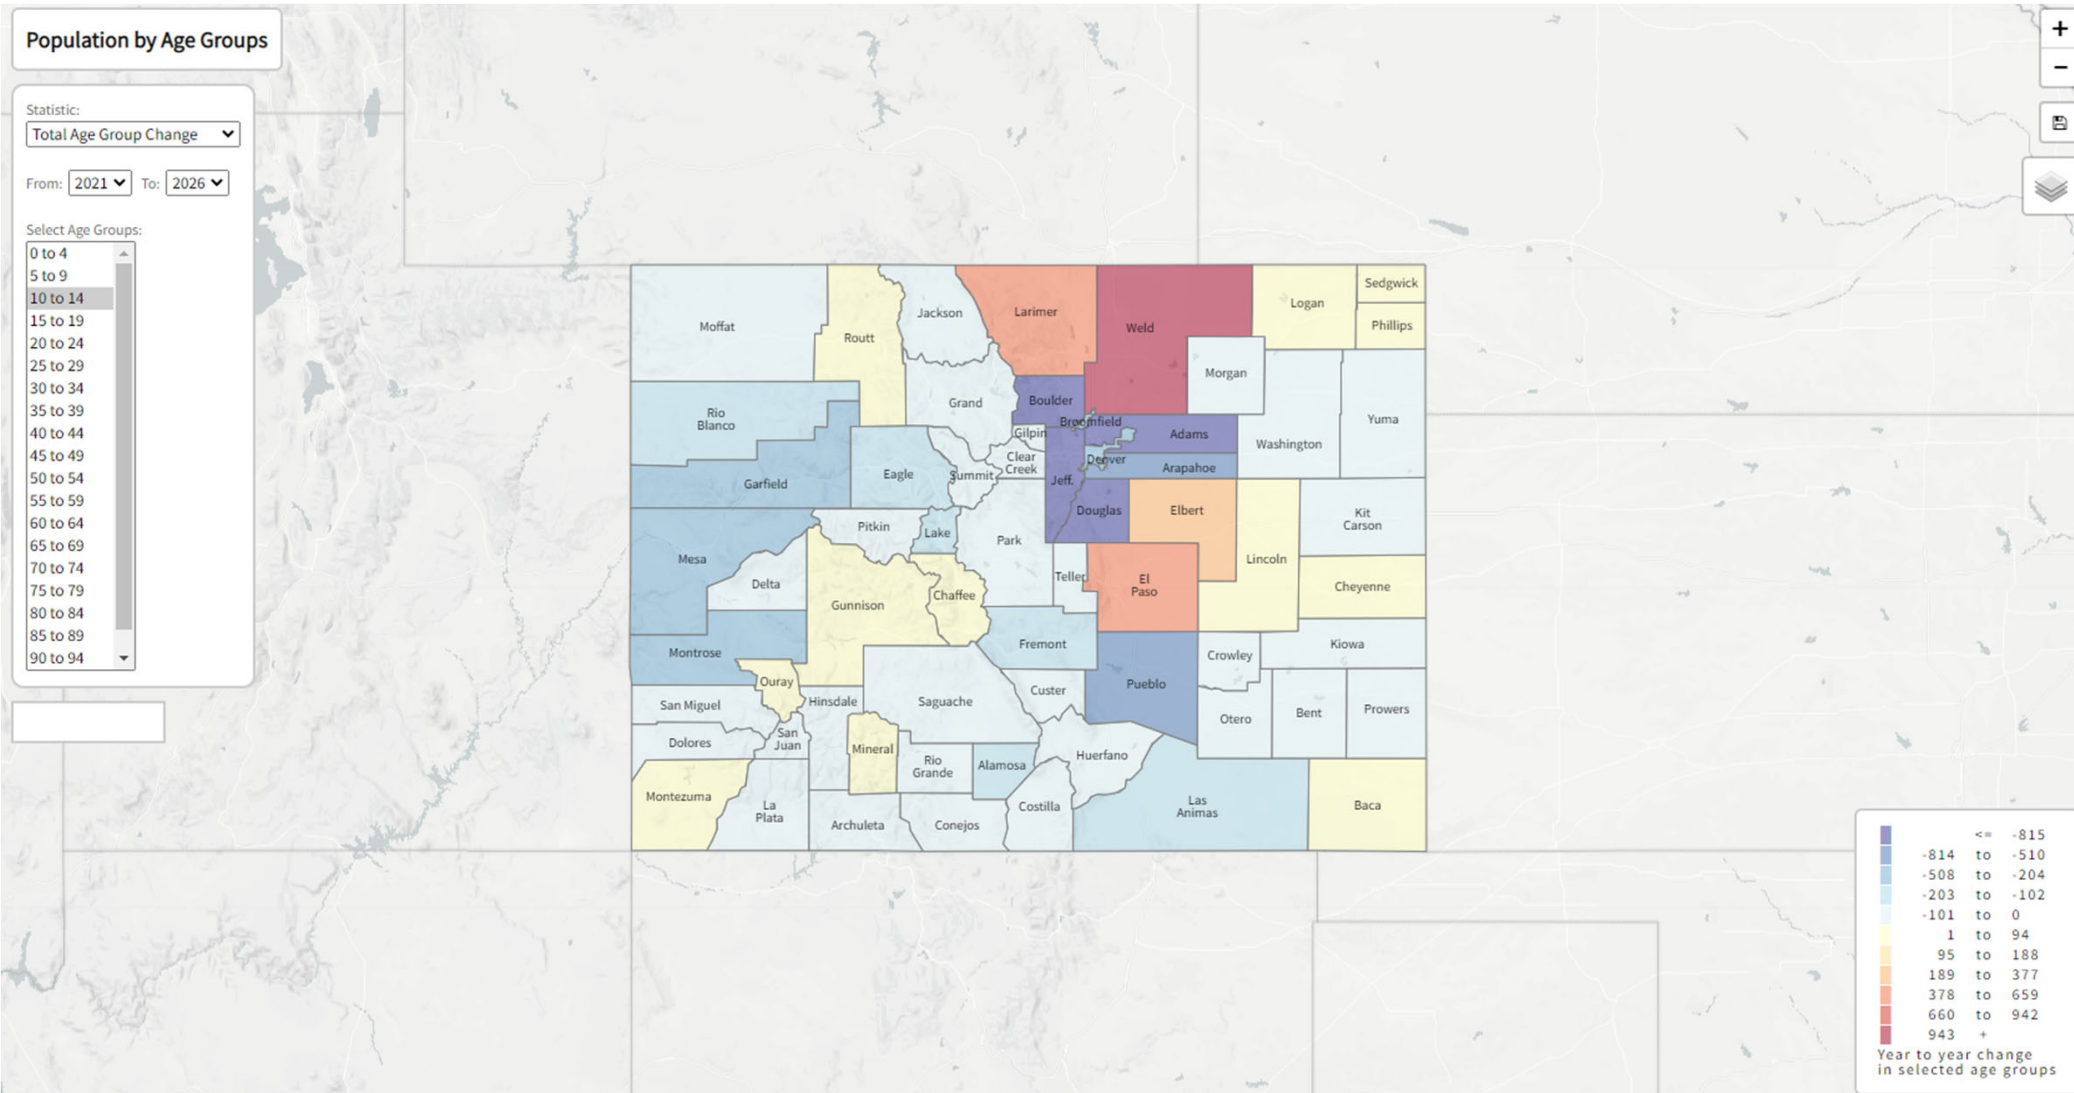 Population by Age Groups
Statistic:
Total Age Group Change
From: 2021 To: 2026
Select Age Groups:
0 to 4
5 to 9
10 to 14
15 to 19
20 to 24
25 to 29
30 to 34
35 to 39
40 to 44
45 to 49
50 to 54
55 to 59
60 to 64
65 to 69
70 to 74
75 to 79
80 to 84
85 to 89
90 to 94
+
−
Moffat
Routt
Jackson
Larimer
Weld
Logan
Sedgwick
Phillips
Morgan
Rio
Blanco
Grand
Boulder
Broomfield
Gilpin
Adams
Washington
Yuma
Garfield
Eagle
Summit
Clear
Creek
Jeff.
Denver
Arapahoe
Pitkin
Lake
Park
Douglas
Elbert
Kit
Carson
Mesa
Delta
Gunnison
Chaffee
Teller
El
Paso
Lincoln
Cheyenne
Montrose
Ouray
Fremont
Crowley
Kiowa
San Miguel
Hinsdale
Saguache
Custer
Pueblo
Otero
Bent
Prowers
Dolores
San
Juan
Mineral
Rio
Grande
Alamosa
Huerfano
Montezuma
La
Plata
Archuleta
Conejos
Costilla
Las
Animas
Baca
<= -815
-814 to -510
-508 to -204
-203 to -102
-101 to 0
1 to 94
95 to 188
189 to 377
378 to 659
660 to 942
943 +
Year to year change
in selected age groups